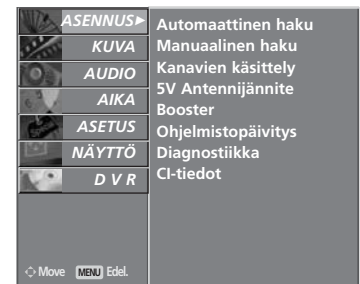 ASENNUS►
KUVA
AUDIO
AIKA
ASETUS
NÄYTTÖ
D V R
Automaattinen haku
Manuaalinen haku
Kanavien käsittely
5V Antennijännite
Booster
Ohjelmistopäivitys
Diagnostiikka
CI-tiedot
Move MENU Edel.